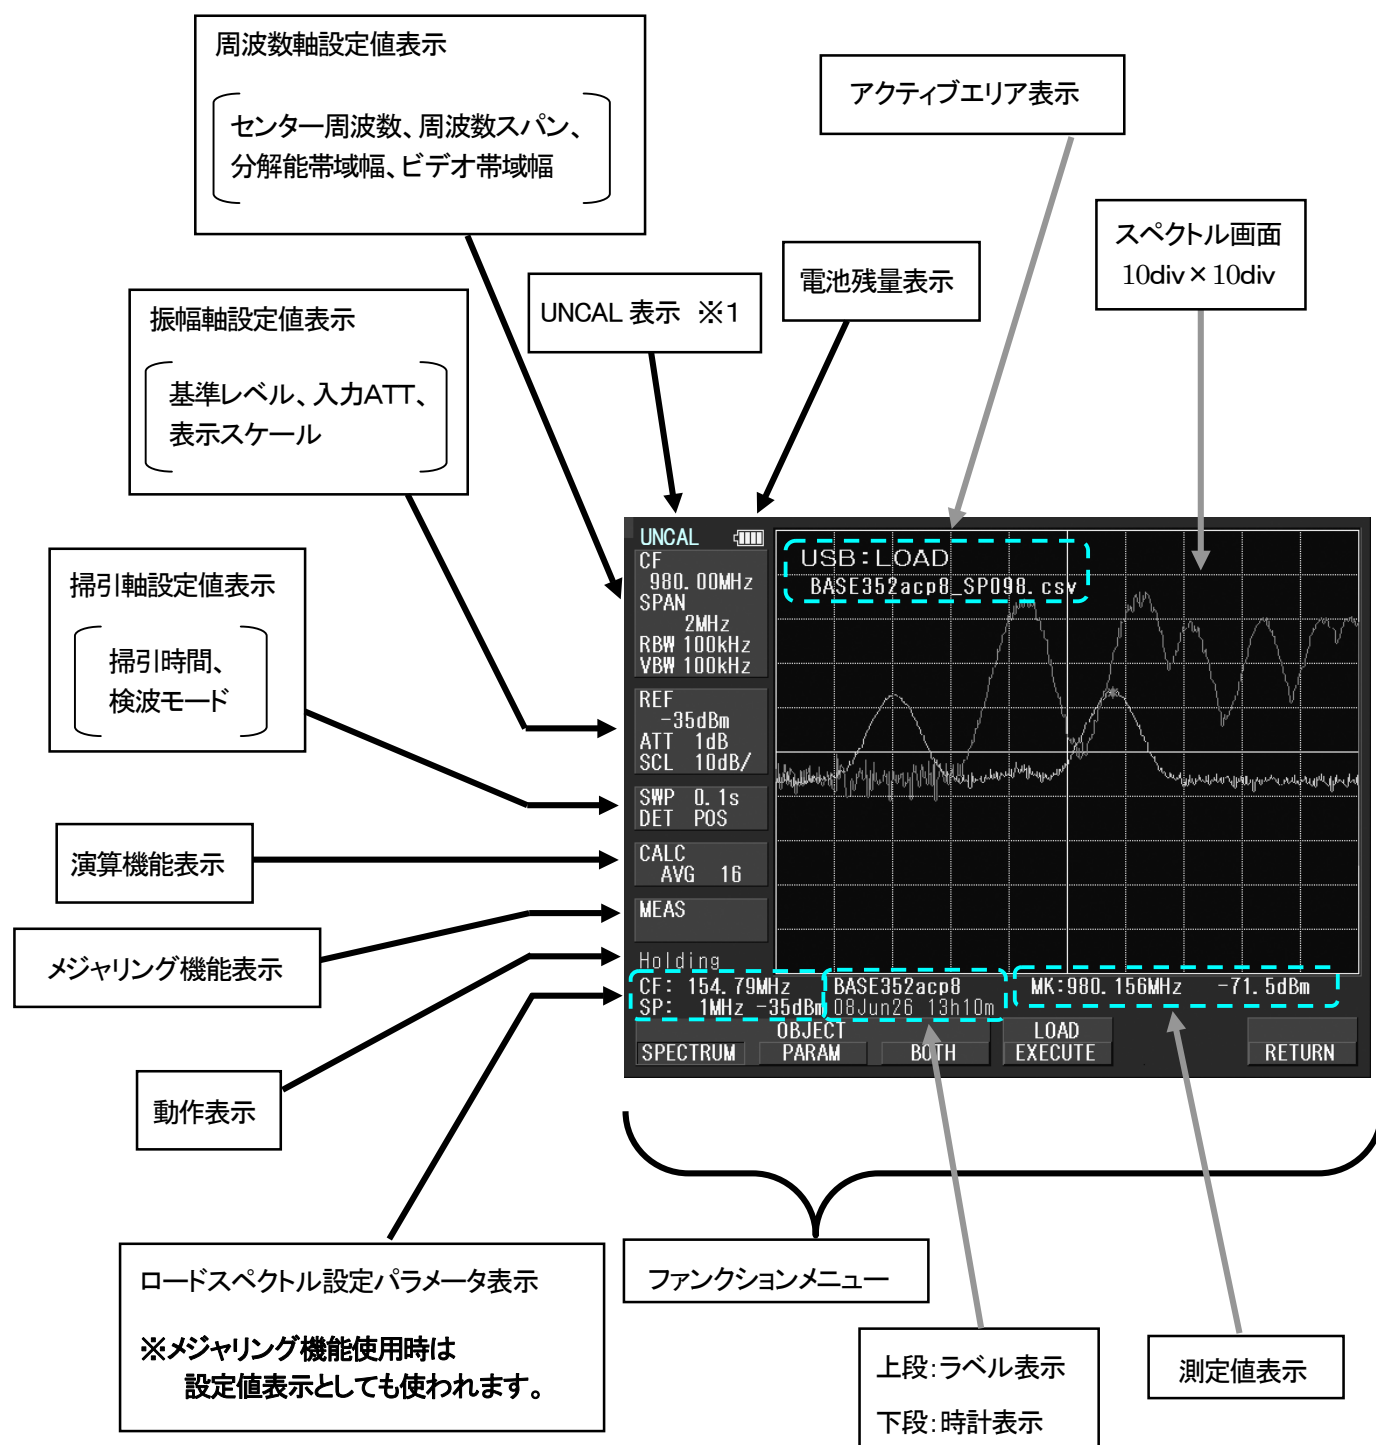 周波数軸設定値表示
センター周波数、周波数スパン、
分解能帯域幅、ビデオ帯域幅
アクティブエリア表示
スペクトル画面
10div×10div
電池残量表示
UNCAL 表示 ※1
振幅軸設定値表示
基準レベル、入力ATT、
表示スケール
掃引軸設定値表示
掃引時間、
検波モード
演算機能表示
メジャリング機能表示
動作表示
UNCAL
CF
980.00MHz
SPAN
2MHz
RBW 100kHz
VBW 100kHz
REF
-35dBm
ATT 1dB
SCL 10dB/
SWP 0.1s
DET POS
CALC
AVG 16
MEAS
Holding
USB:LOAD
BASE352acp8_SP098.csv
CF: 154.79MHz
SP: 1MHz -35dBm
BASE352acp8
08Jun26 13h10m
MK:980.156MHz -71.5dBm
OBJECT
LOAD
SPECTRUM PARAM BOTH EXECUTE RETURN
ロードスペクトル設定パラメータ表示
※メジャリング機能使用時は
設定値表示としても使われます。
ファンクションメニュー
上段:ラベル表示
下段:時計表示
測定値表示